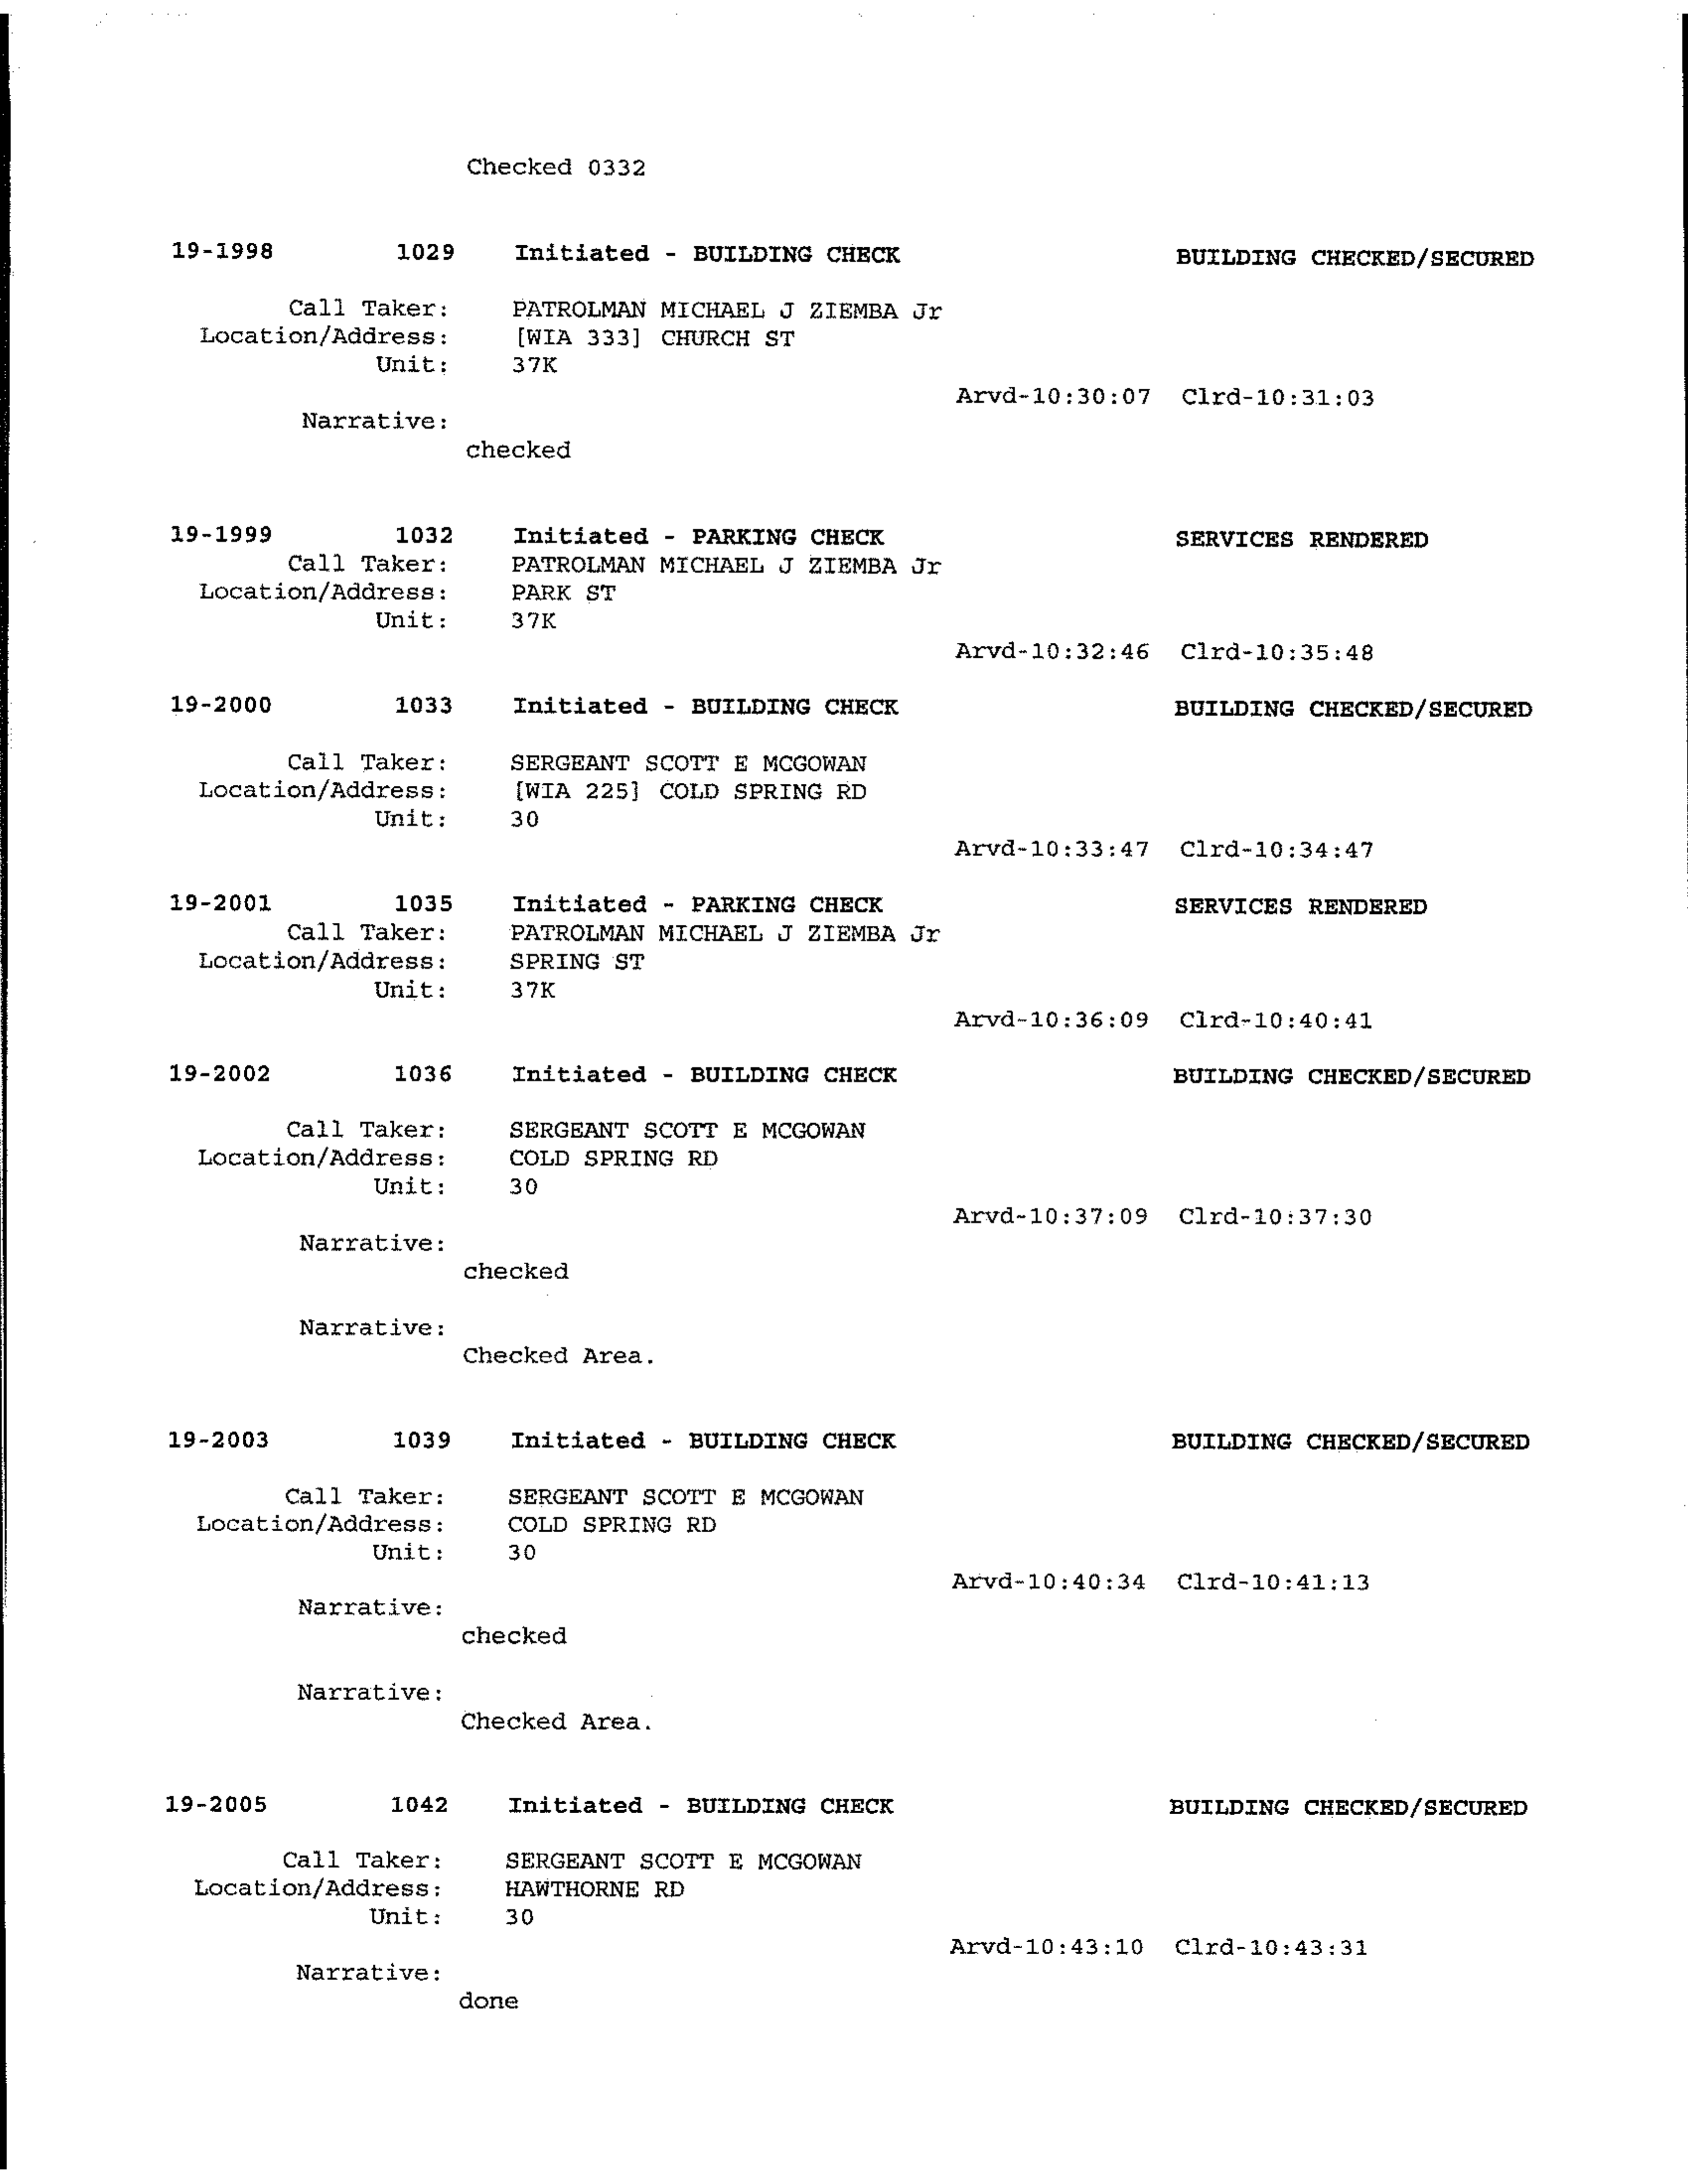 Checked 0332
19-1998 1029 Initiated - BUILDING CHECK BUILDING CHECKED/SECURED
Call Taker: PATROLMAN MICHAEL J ZIEMBA Jr
Location/Address: [WIA 333] CHURCH ST
Unit: 37K
Arvd-10:30:07 Clrd-10:31:03
Narrative:
checked
19-1999 1032 Initiated - PARKING CHECK SERVICES RENDERED
Call Taker: PATROLMAN MICHAEL J ZIEMBA Jr
Location/Address: PARK ST
Unit: 37K
Arvd-10:32:46 Clrd-10:35:48
19-2000 1033 Initiated - BUILDING CHECK BUILDING CHECKED/SECURED
Call Taker: SERGEANT SCOTT E MCGOWAN
Location/Address: [WIA 225] COLD SPRING RD
Unit: 30
Arvd-10:33:47 Clrd-10:34:47
19-2001 1035 Initiated - PARKING CHECK SERVICES RENDERED
Call Taker: PATROLMAN MICHAEL J ZIEMBA Jr
Location/Address: SPRING ST
Unit: 37K
Arvd-10:36:09 Clrd-10:40:41
19-2002 1036 Initiated - BUILDING CHECK BUILDING CHECKED/SECURED
Call Taker: SERGEANT SCOTT E MCGOWAN
Location/Address: COLD SPRING RD
Unit: 30
Arvd-10:37:09 Clrd-10:37:30
Narrative:
checked
Narrative:
Checked Area.
19-2003 1039 Initiated - BUILDING CHECK BUILDING CHECKED/SECURED
Call Taker: SERGEANT SCOTT E MCGOWAN
Location/Address: COLD SPRING RD
Unit: 30
Arvd-10:40:34 Clrd-10:41:13
Narrative:
checked
Narrative:
Checked Area.
19-2005 1042 Initiated - BUILDING CHECK BUILDING CHECKED/SECURED
Call Taker: SERGEANT SCOTT E MCGOWAN
Location/Address: HAWTHORNE RD
Unit: 30
Arvd-10:43:10 Clrd-10:43:31
Narrative:
done